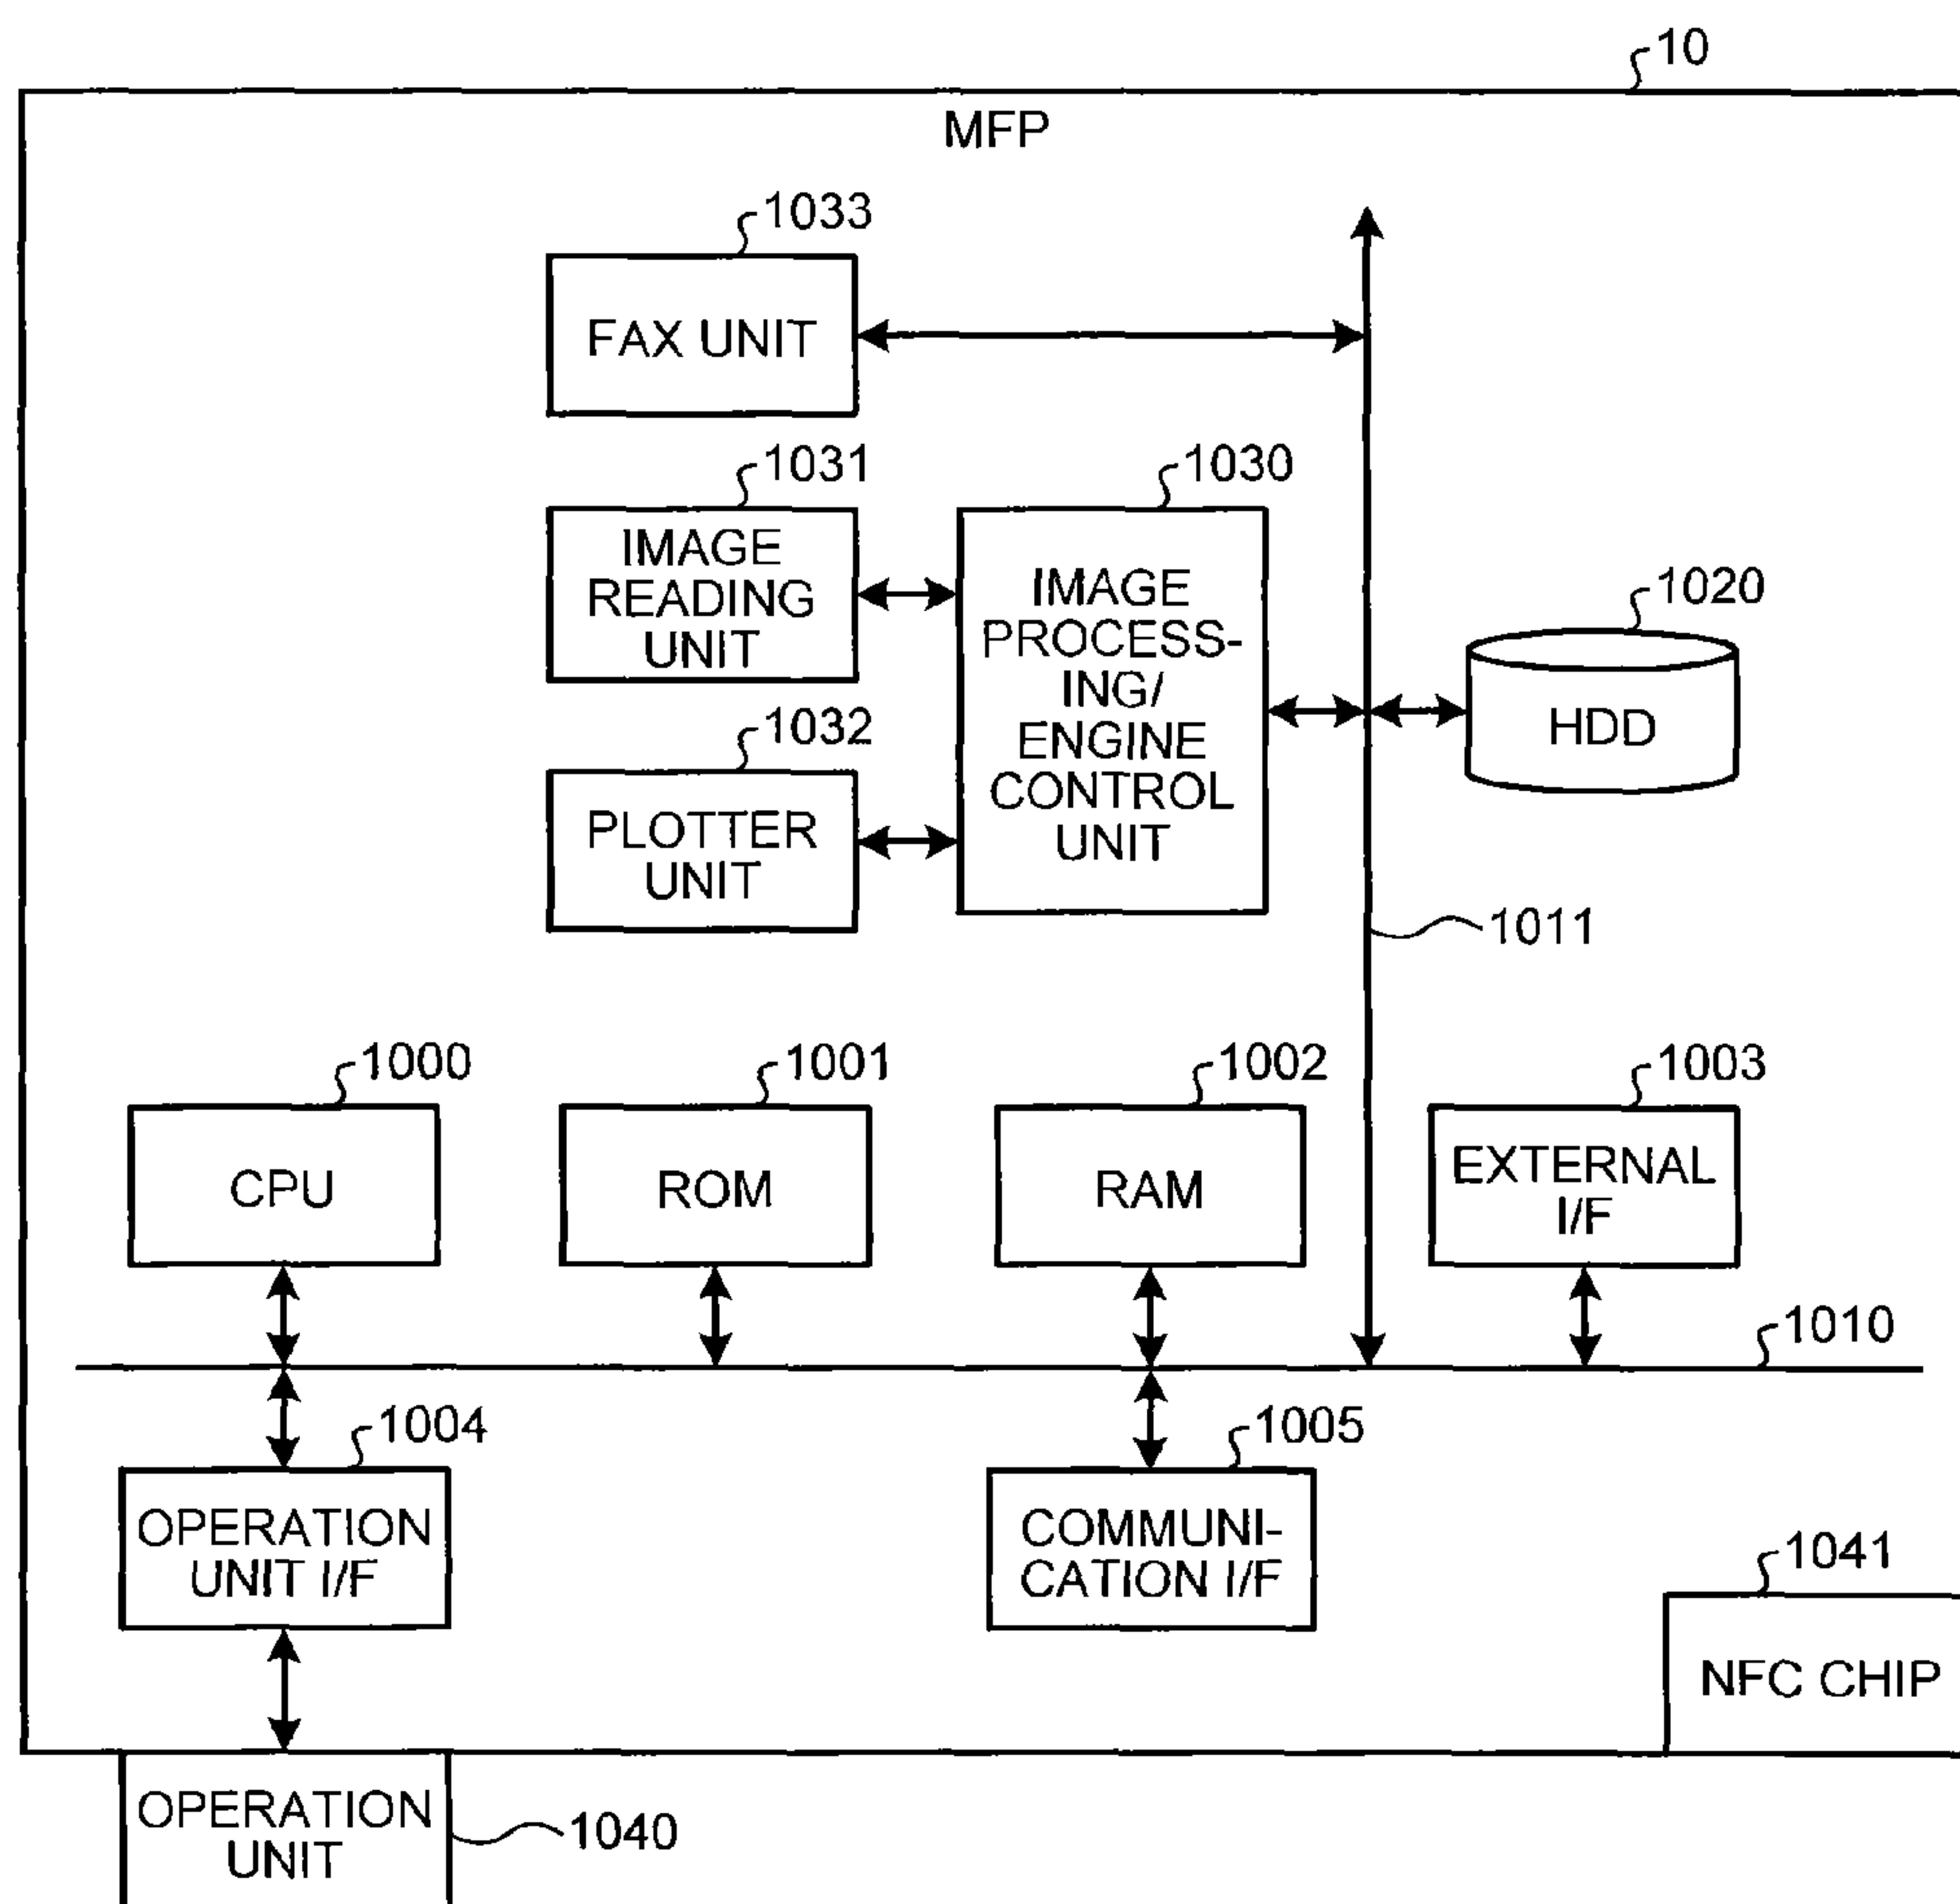 10
MFP
1033
FAX UNIT
1031
1030
IMAGE
READING
UNIT
IMAGE
PROCESS-
ING/
ENGINE
CONTROL
UNIT
1020
HDD
1032
PLOTTER
UNIT
1011
1000
1001
1002
1003
CPU
ROM
RAM
EXTERNAL
I/F
1010
1004
1005
OPERATION
UNIT I/F
COMMUNI-
CATION I/F
1041
NFC CHIP
OPERATION
UNIT
1040